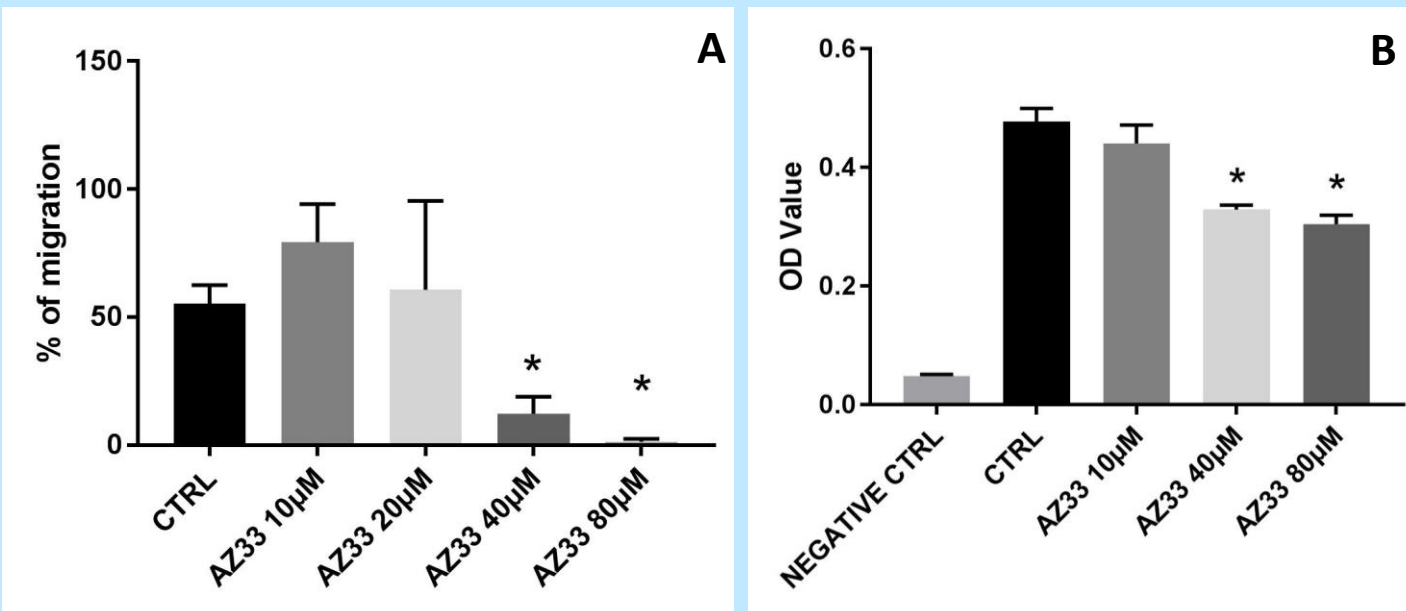 A
150
100
50
0
% of migration
*
*
CTRL
AZ33 10µM
AZ33 20µM
AZ33 40µM
AZ33 80µM
B
0.6
0.4
0.2
0.0
OD Value
*
*
NEGATIVE CTRL
CTRL
AZ33 10µM
AZ33 40µM
AZ33 80µM